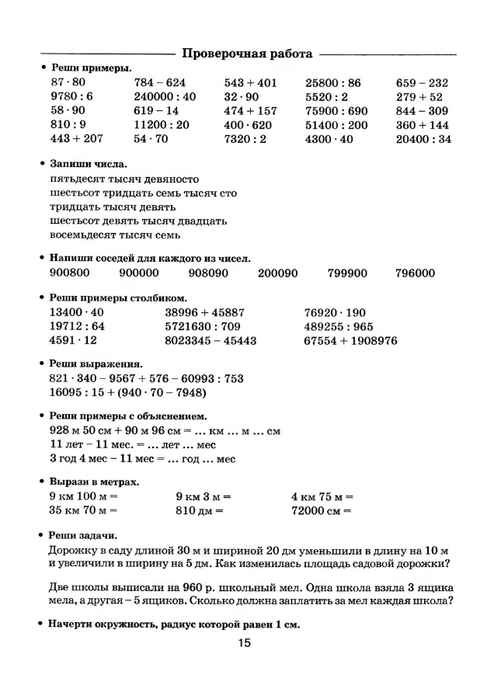 Проверочная работа
• Реши примеры.
87 · 80 784 − 624 543 + 401 25800 : 86 659 − 232
9780 : 6 240000 : 40 32 · 90 5520 : 2 279 + 52
58 · 90 619 − 14 474 + 157 75900 : 690 844 − 309
810 : 9 11200 : 20 400 · 620 51400 : 200 360 + 144
443 + 207 54 · 70 7320 : 2 4300 · 40 20400 : 34
• Запиши числа.
пятьдесят тысяч девяносто
шестьсот тридцать семь тысяч сто
тридцать тысяч девять
шестьсот девять тысяч двадцать
восемьдесят тысяч семь
• Напиши соседей для каждого из чисел.
900800 900000 908090 200090 799900 796000
• Реши примеры столбиком.
13400 · 40 38996 + 45887 76920 · 190
19712 : 64 5721630 : 709 489255 : 965
4591 · 12 8023345 − 45443 67554 + 1908976
• Реши выражения.
821 · 340 − 9567 + 576 − 60993 : 753
16095 : 15 + (940 · 70 − 7948)
• Реши примеры с объяснением.
928 м 50 см + 90 м 96 см = ... км ... м ... см
11 лет − 11 мес. = ... лет ... мес
3 год 4 мес − 11 мес = ... год ... мес
• Вырази в метрах.
9 км 100 м = 9 км 3 м = 4 км 75 м =
35 км 70 м = 810 дм = 72000 см =
• Реши задачи.
Дорожку в саду длиной 30 м и шириной 20 дм уменьшили в длину на 10 м
и увеличили в ширину на 5 дм. Как изменилась площадь садовой дорожки?
Две школы выписали на 960 р. школьный мел. Одна школа взяла 3 ящика
мела, а другая – 5 ящиков. Сколько должна заплатить за мел каждая школа?
• Начерти окружность, радиус которой равен 1 см.
15